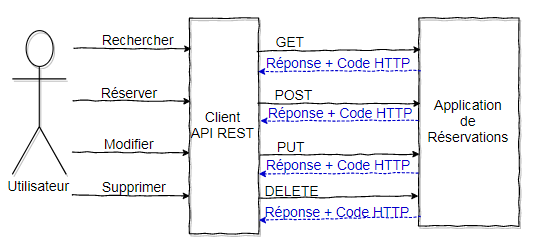 Rechercher
GET
Réponse + Code HTTP
Réserver
POST
Réponse + Code HTTP
Client
API REST
Application
de
Réservations
Modifier
PUT
Réponse + Code HTTP
Utilisateur
Supprimer
DELETE
Réponse + Code HTTP